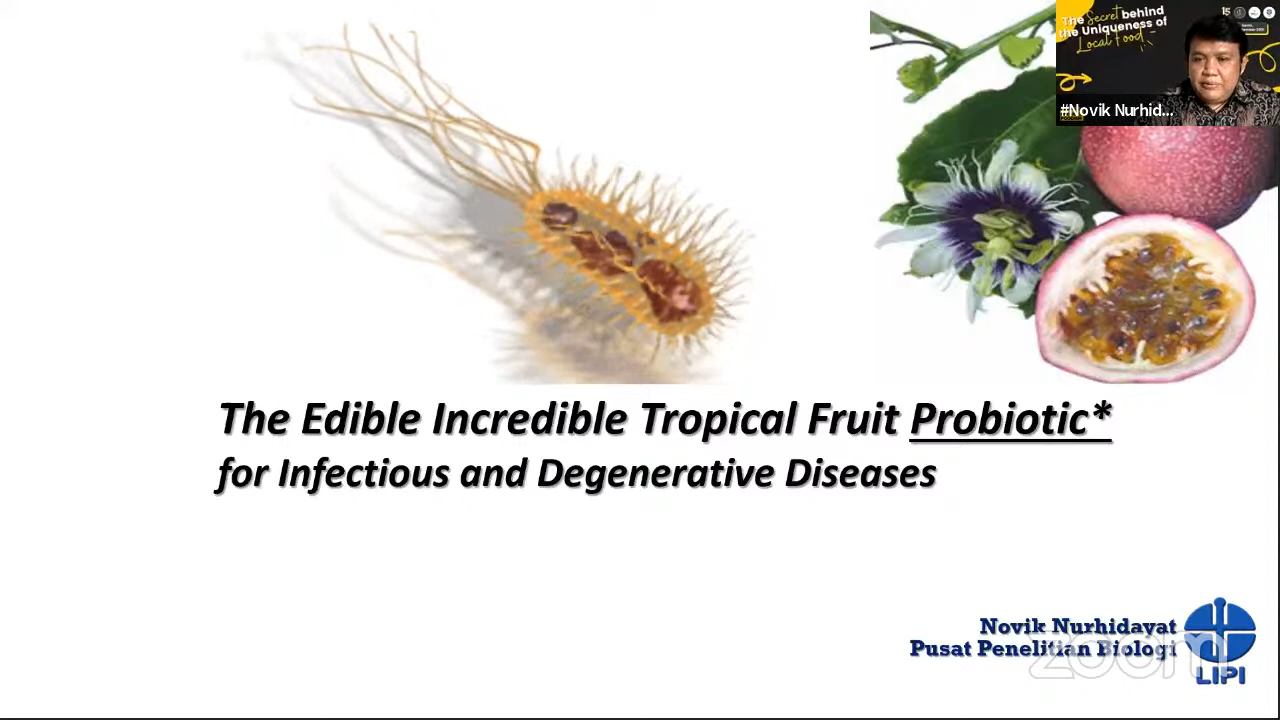 The Secret behind
the Uniqueness of
Local Food
15
#Novik Nurhid...
The Edible Incredible Tropical Fruit Probiotic*
for Infectious and Degenerative Diseases
Novik Nurhidayat
Pusat Penelitian Biologi
zoom
LIPI